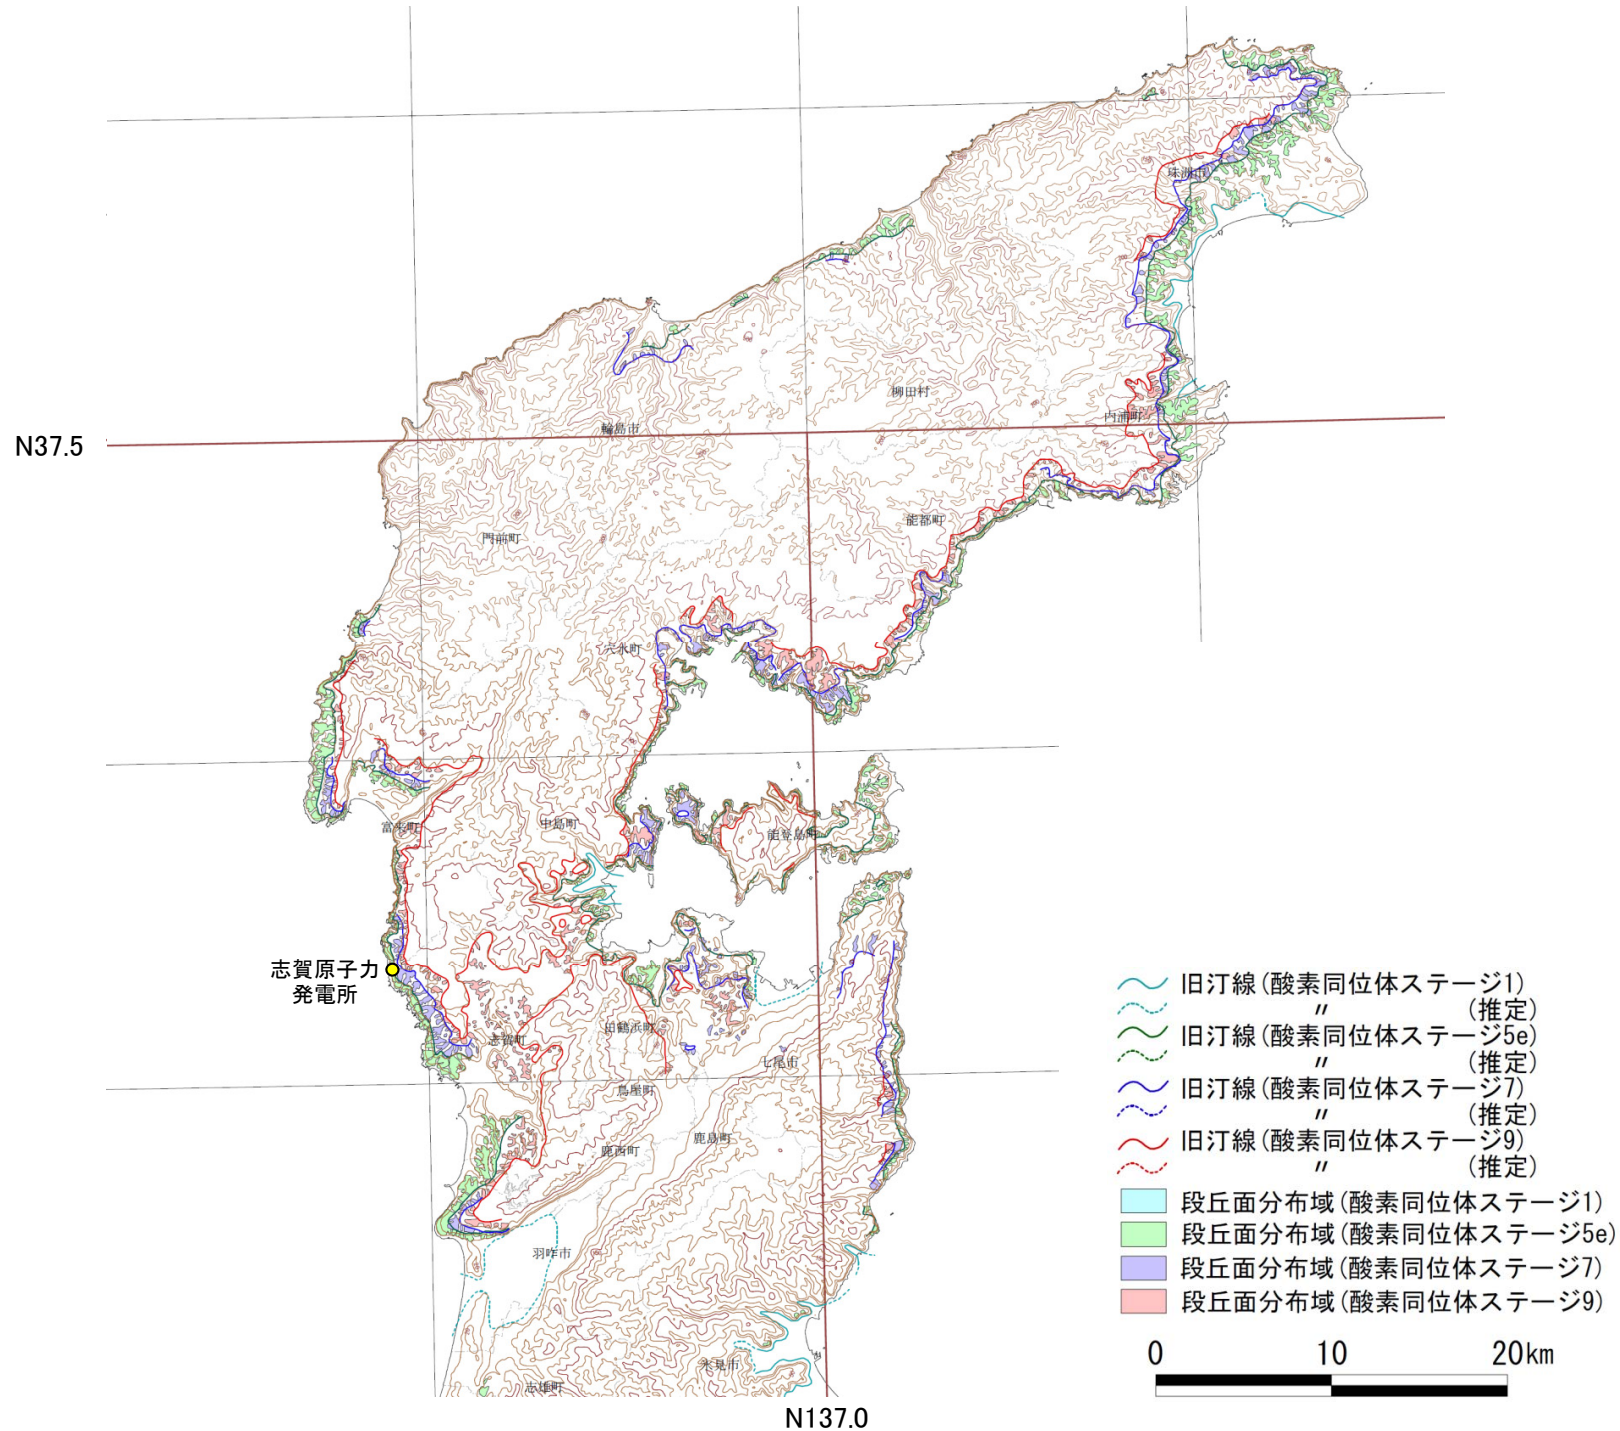 珠洲市
柳田村
内浦町
N37.5
輪島市
能都町
門前町
穴水町
富来町
中島町
能登島町
志賀原子力
発電所
田鶴浜町
志賀町
七尾市
鳥屋町
鹿島町
鹿西町
羽咋市
氷見市
志雄町
N137.0
旧汀線(酸素同位体ステージ1)
〃 (推定)
旧汀線(酸素同位体ステージ5e)
〃 (推定)
旧汀線(酸素同位体ステージ7)
〃 (推定)
旧汀線(酸素同位体ステージ9)
〃 (推定)
段丘面分布域(酸素同位体ステージ1)
段丘面分布域(酸素同位体ステージ5e)
段丘面分布域(酸素同位体ステージ7)
段丘面分布域(酸素同位体ステージ9)
0 10 20km